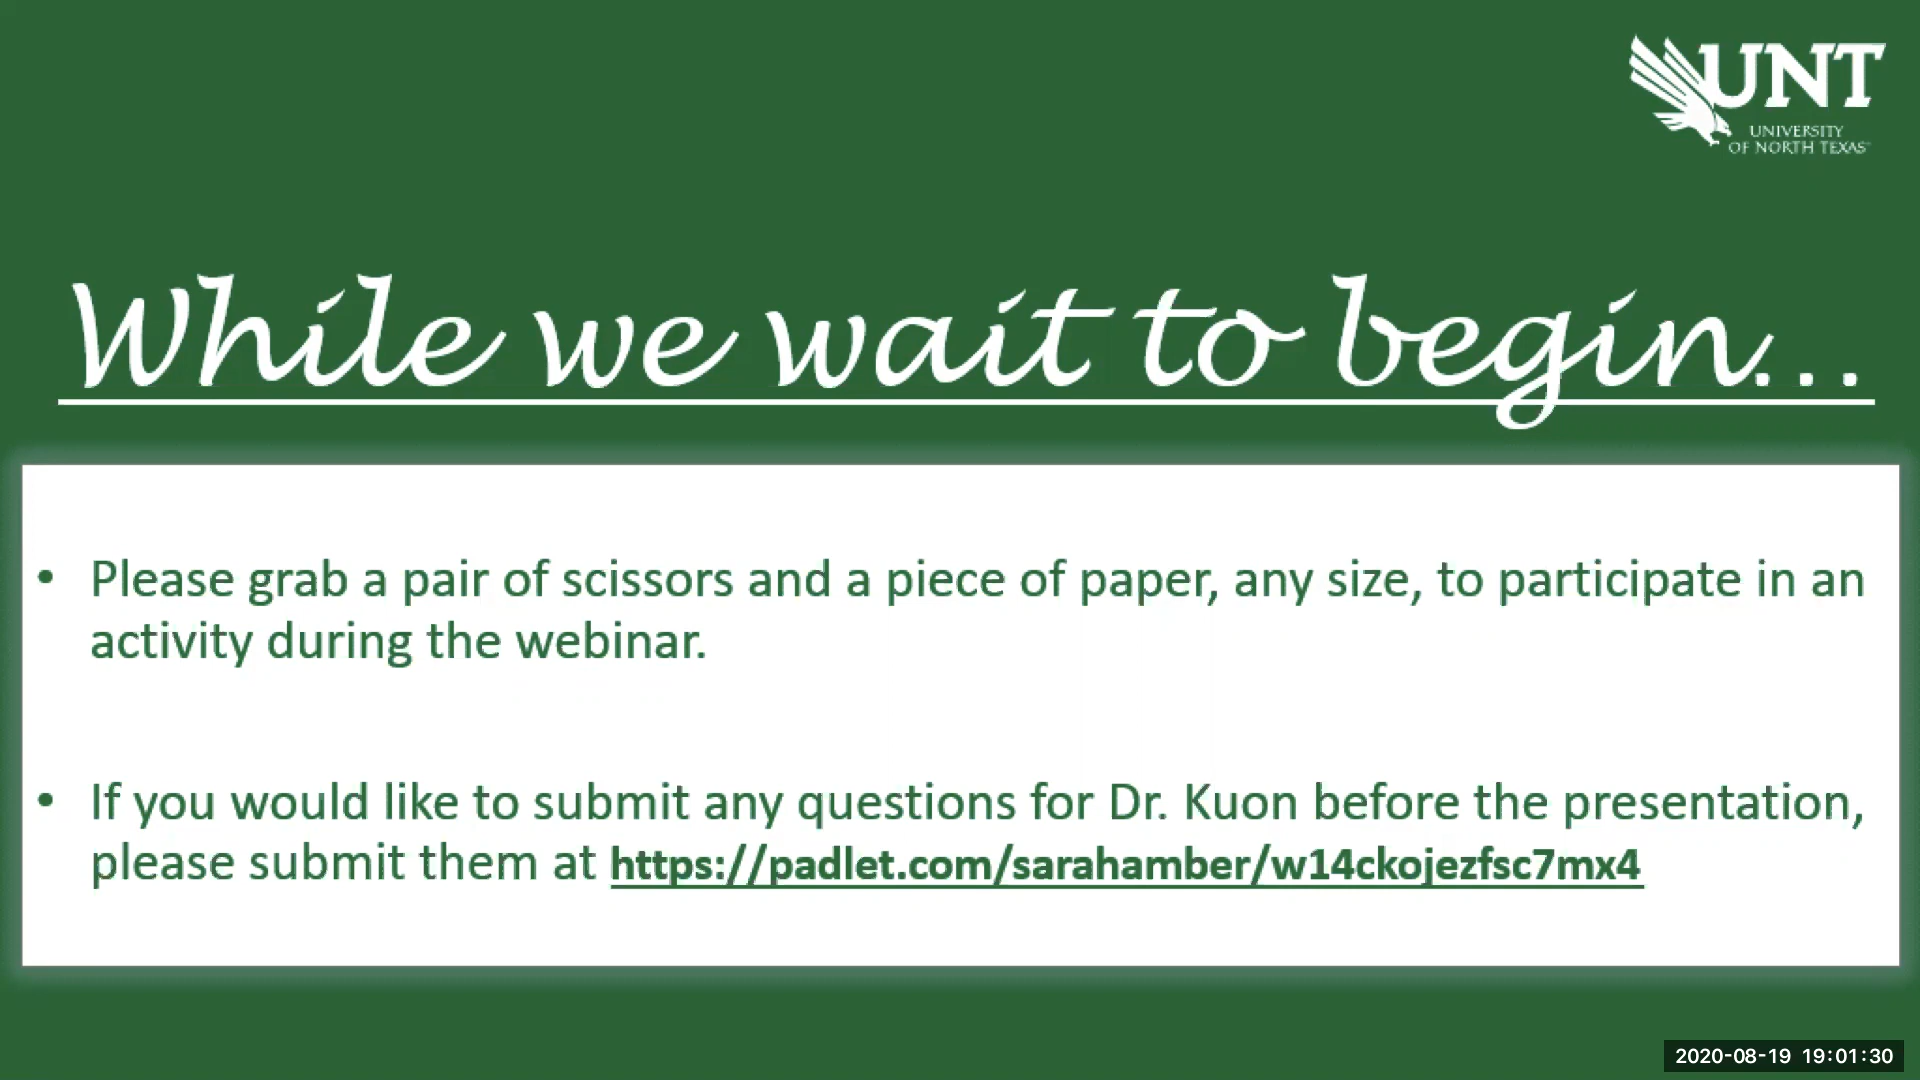 UNT
UNIVERSITY
OF NORTH TEXAS™
While we wait to begin...
• Please grab a pair of scissors and a piece of paper, any size, to participate in an
activity during the webinar.
• If you would like to submit any questions for Dr. Kuon before the presentation,
please submit them at https://padlet.com/sarahamber/w14ckojezfsc7mx4
2020-08-19 19:01:30